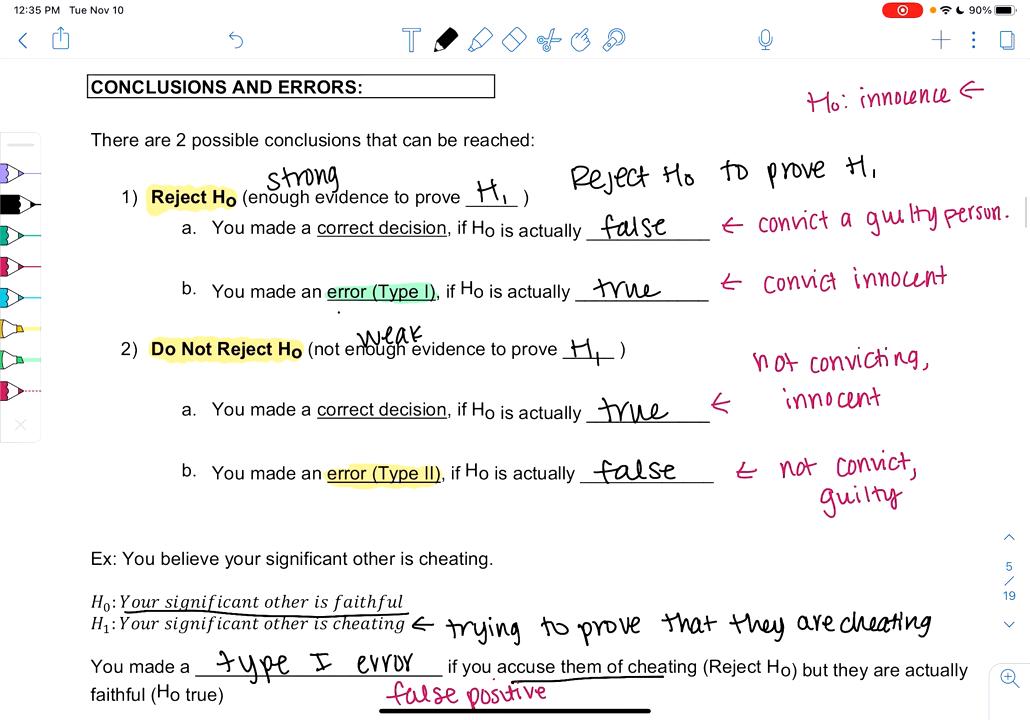 12:35 PM Tue Nov 10
90%
T
CONCLUSIONS AND ERRORS:
H₀: innocence ←
There are 2 possible conclusions that can be reached:
strong
Reject H₀ to prove H₁
1) Reject H₀ (enough evidence to prove H₁ )
a. You made a correct decision, if H₀ is actually false ← convict a guilty person.
b. You made an error (Type I), if H₀ is actually true ← convict innocent
weak
2) Do Not Reject H₀ (not enough evidence to prove H₁ )
not convicting,
a. You made a correct decision, if H₀ is actually true ← innocent
b. You made an error (Type II), if H₀ is actually false ← not convict,
guilty
Ex: You believe your significant other is cheating.
H₀: Your significant other is faithful
H₁: Your significant other is cheating ← trying to prove that they are cheating
You made a type I error if you accuse them of cheating (Reject H₀) but they are actually
faithful (H₀ true) false positive
5
/
19